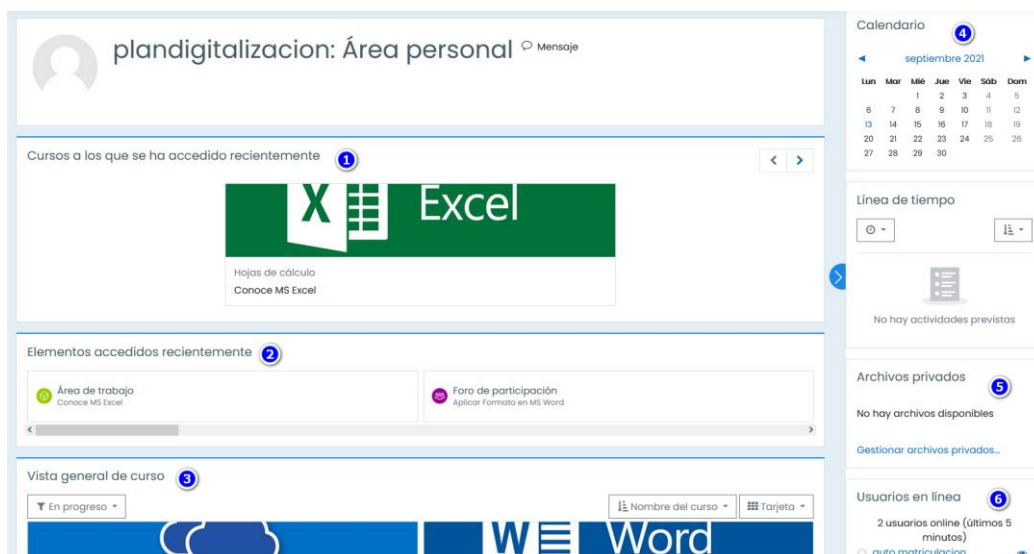 plandigitalizacion: Área personal Mensaje
Cursos a los que se ha accedido recientemente 1
X Excel
Hojas de cálculo
Conoce MS Excel
Elementos accedidos recientemente 2
Área de trabajo
Conoce MS Excel
Foro de participación
Aplicar Formato en MS Word
Vista general de curso 3
En progreso
Nombre del curso
Tarjeta
W Word
Calendario 4
septiembre 2021
Lun Mar Mié Jue Vie Sáb Dom
1 2 3 4 5
6 7 8 9 10 11 12
13 14 15 16 17 18 19
20 21 22 23 24 25 26
27 28 29 30
Línea de tiempo
No hay actividades previstas
Archivos privados 5
No hay archivos disponibles
Gestionar archivos privados...
Usuarios en línea 6
2 usuarios online (últimos 5
minutos)
auto matriculacion